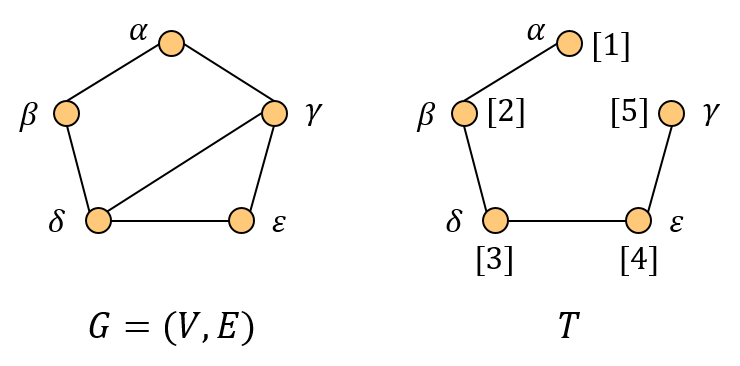 α
β
γ
δ
ε
G = (V, E)
α [1]
β [2]
[5] γ
δ
ε
[3]
[4]
T